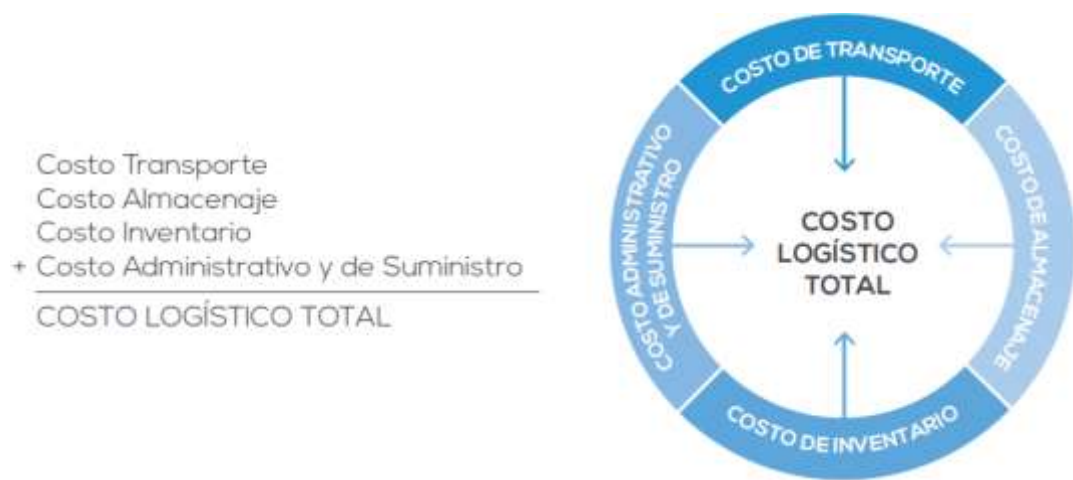 Costo Transporte
Costo Almacenaje
Costo Inventario
+ Costo Administrativo y de Suministro
COSTO LOGÍSTICO TOTAL
COSTO DE TRANSPORTE
COSTO DE ALMACENAJE
COSTO DE INVENTARIO
COSTO ADMINISTRATIVO
Y DE SUMINISTRO
COSTO
LOGÍSTICO
TOTAL